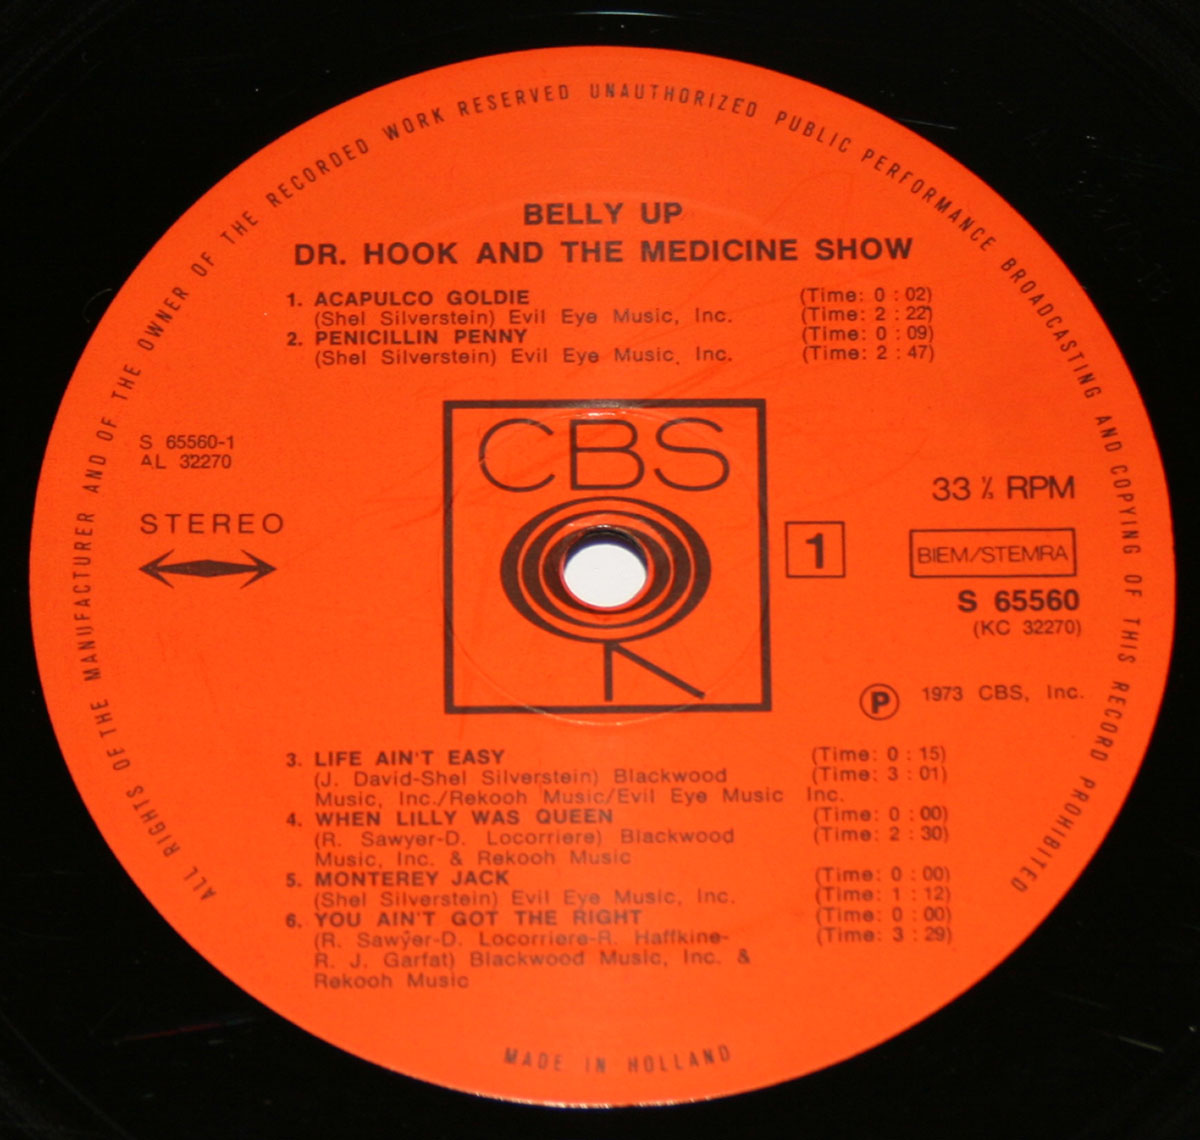 ALL RIGHTS OF THE MANUFACTURER AND OF THE OWNER OF THE RECORDED WORK RESERVED UNAUTHORIZED PUBLIC PERFORMANCE BROADCASTING AND COPYING OF THIS RECORD PROHIBITED
BELLY UP
DR. HOOK AND THE MEDICINE SHOW
1. ACAPULCO GOLDIE (Time: 0 : 02)
(Shel Silverstein) Evil Eye Music, Inc. (Time: 2 : 22)
2. PENICILLIN PENNY (Time: 0 : 09)
(Shel Silverstein) Evil Eye Music, Inc. (Time: 2 : 47)
CBS
S 65560-1
AL 32270
STEREO
33 ⅓ RPM
1
BIEM/STEMRA
S 65560
(KC 32270)
P 1973 CBS, Inc.
3. LIFE AIN'T EASY (Time: 0 : 15)
(J. David-Shel Silverstein) Blackwood (Time: 3 : 01)
Music, Inc./Rekooh Music/Evil Eye Music Inc.
4. WHEN LILLY WAS QUEEN (Time: 0 : 00)
(R. Sawyer-D. Locorriere) Blackwood (Time: 2 : 30)
Music, Inc. & Rekooh Music
5. MONTEREY JACK (Time: 0 : 00)
(Shel Silverstein) Evil Eye Music, Inc. (Time: 1 : 12)
6. YOU AIN'T GOT THE RIGHT (Time: 0 : 00)
(R. Sawyer-D. Locorriere-R. Haffkine- (Time: 3 : 29)
R. J. Garfat) Blackwood Music, Inc. &
Rekooh Music
MADE IN HOLLAND